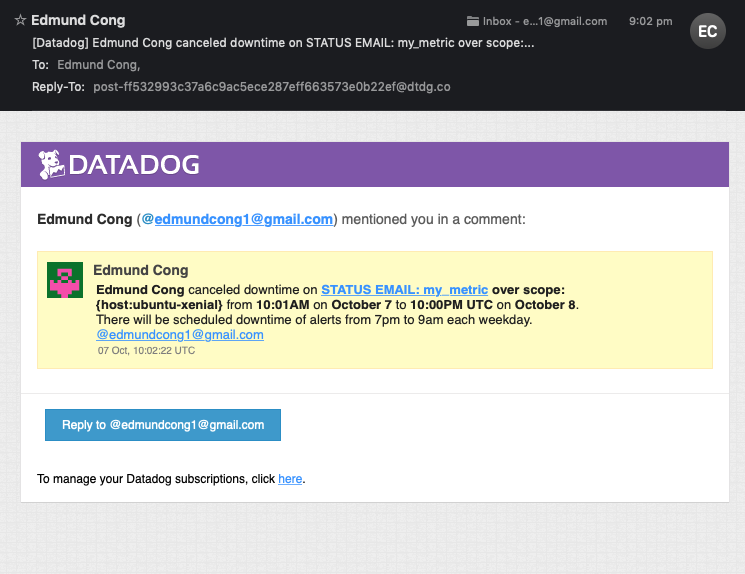 ☆ Edmund Cong
Inbox - e...1@gmail.com
9:02 pm
EC
[Datadog] Edmund Cong canceled downtime on STATUS EMAIL: my_metric over scope:...
To: Edmund Cong,
Reply-To: post-ff532993c37a6c9ac5ece287eff663573e0b22ef@dtdg.co
DATADOG
Edmund Cong (@edmundcong1@gmail.com) mentioned you in a comment:
Edmund Cong
Edmund Cong canceled downtime on STATUS EMAIL: my_metric over scope:
{host:ubuntu-xenial} from 10:01AM on October 7 to 10:00PM UTC on October 8.
There will be scheduled downtime of alerts from 7pm to 9am each weekday.
@edmundcong1@gmail.com
07 Oct, 10:02:22 UTC
Reply to @edmundcong1@gmail.com
To manage your Datadog subscriptions, click here.